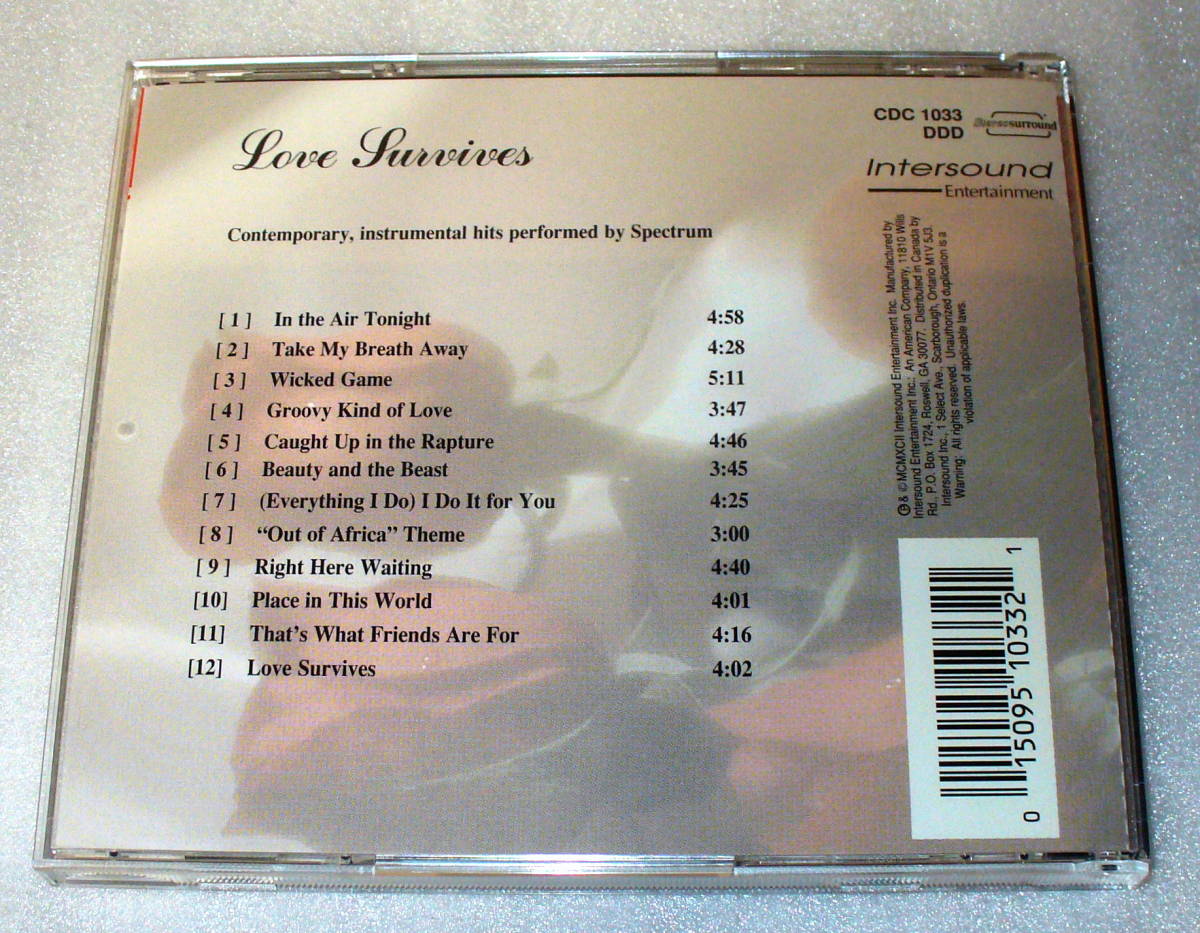 Love Survives
CDC 1033
DDD
Stereosurround
Intersound
Entertainment
Contemporary, instrumental hits performed by Spectrum
[ 1 ] In the Air Tonight 4:58
[ 2 ] Take My Breath Away 4:28
[ 3 ] Wicked Game 5:11
[ 4 ] Groovy Kind of Love 3:47
[ 5 ] Caught Up in the Rapture 4:46
[ 6 ] Beauty and the Beast 3:45
[ 7 ] (Everything I Do) I Do It for You 4:25
[ 8 ] “Out of Africa” Theme 3:00
[ 9 ] Right Here Waiting 4:40
[10] Place in This World 4:01
[11] That’s What Friends Are For 4:16
[12] Love Survives 4:02
℗ & © MCMXCII Intersound Entertainment Inc. Manufactured by
Intersound Entertainment Inc.: An American Company, 11810 Wills
Rd., P.O. Box 1724, Roswell, GA 30077. Distributed in Canada by
Intersound Inc., 1 Select Ave., Scarborough, Ontario M1V 5J3.
Warning: All rights reserved. Unauthorized duplication is a
violation of applicable laws.
0 15095 10332 1